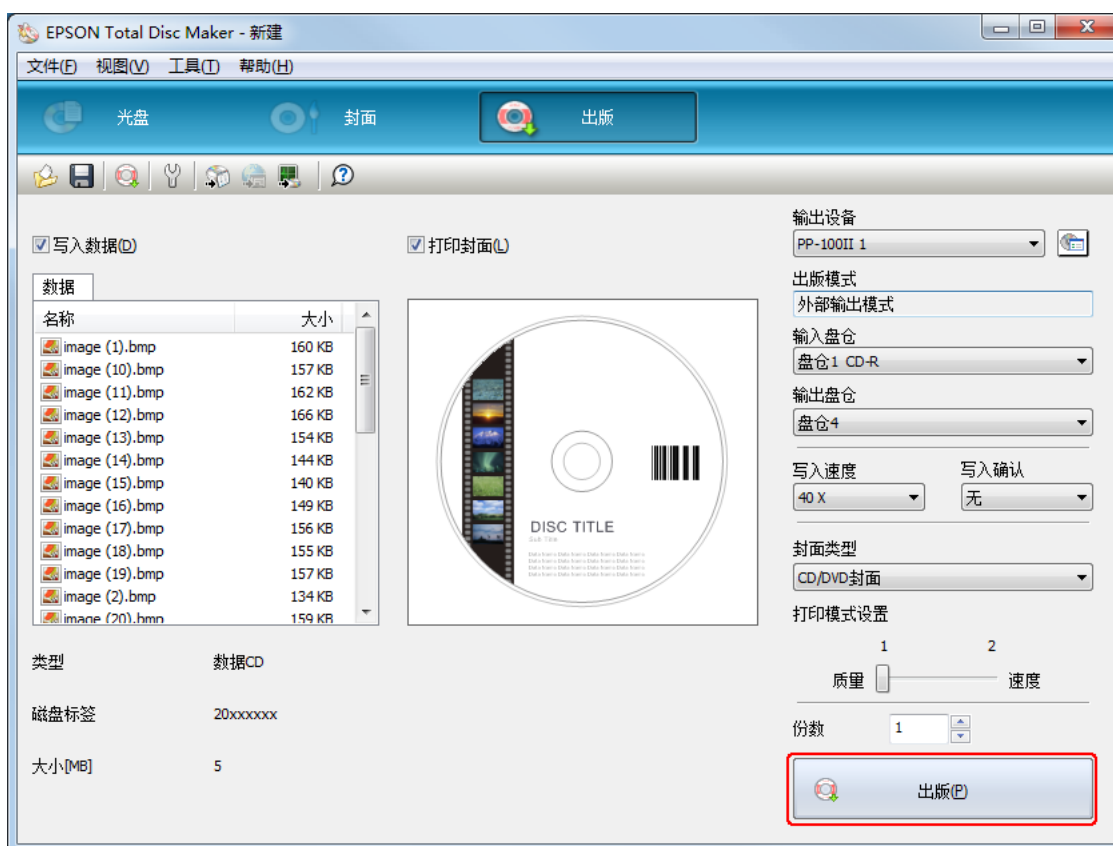 EPSON Total Disc Maker - 新建
文件(F) 视图(V) 工具(T) 帮助(H)
光盘 封面 出版
写入数据(D)
打印封面(L)
数据
名称 大小
image (1).bmp 160 KB
image (10).bmp 157 KB
image (11).bmp 162 KB
image (12).bmp 166 KB
image (13).bmp 154 KB
image (14).bmp 144 KB
image (15).bmp 140 KB
image (16).bmp 149 KB
image (17).bmp 156 KB
image (18).bmp 155 KB
image (19).bmp 157 KB
image (2).bmp 134 KB
image (20).bmp 159 KB
DISC TITLE
Sub Title
类型 数据CD
磁盘标签 20xxxxxx
大小[MB] 5
输出设备
PP-100II 1
出版模式
外部输出模式
输入盘仓
盘仓1 CD-R
输出盘仓
盘仓4
写入速度 写入确认
40 X 无
封面类型
CD/DVD封面
打印模式设置
1 2
质量 速度
份数 1
出版(P)